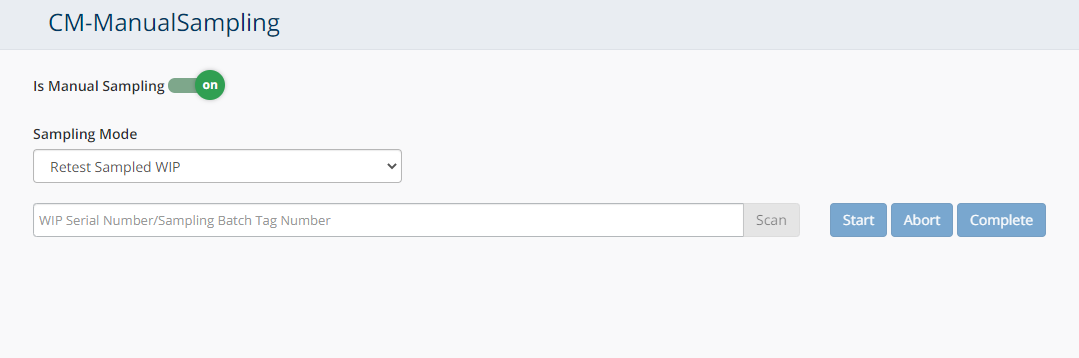 CM-ManualSampling
Is Manual Sampling on
Sampling Mode
Retest Sampled WIP
WIP Serial Number/Sampling Batch Tag Number Scan Start Abort Complete